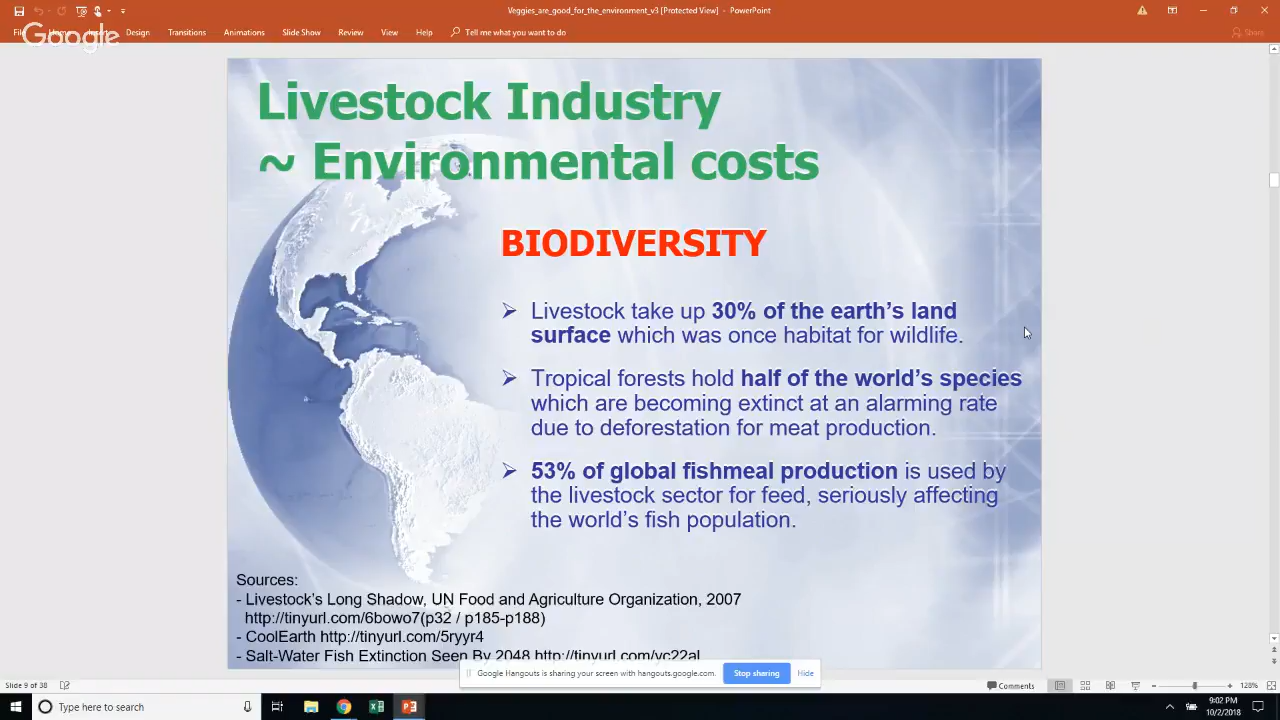 Veggies_are_good_for_the_environment_v3 [Protected View] - PowerPoint
Google
Design Transitions Animations Slide Show Review View Help Tell me what you want to do Share
Livestock Industry
~ Environmental costs
BIODIVERSITY
Livestock take up 30% of the earth's land
surface which was once habitat for wildlife.
Tropical forests hold half of the world's species
which are becoming extinct at an alarming rate
due to deforestation for meat production.
53% of global fishmeal production is used by
the livestock sector for feed, seriously affecting
the world's fish population.
Sources:
- Livestock's Long Shadow, UN Food and Agriculture Organization, 2007
http://tinyurl.com/6bowo7(p32 / p185-p188)
- CoolEarth http://tinyurl.com/5ryyr4
- Salt-Water Fish Extinction Seen By 2048 http://tinyurl.com/yc22al
Google Hangouts is sharing your screen with hangouts.google.com. Stop sharing Hide
Slide 9 of 38 Comments 128%
Type here to search
9:02 PM
10/2/2018